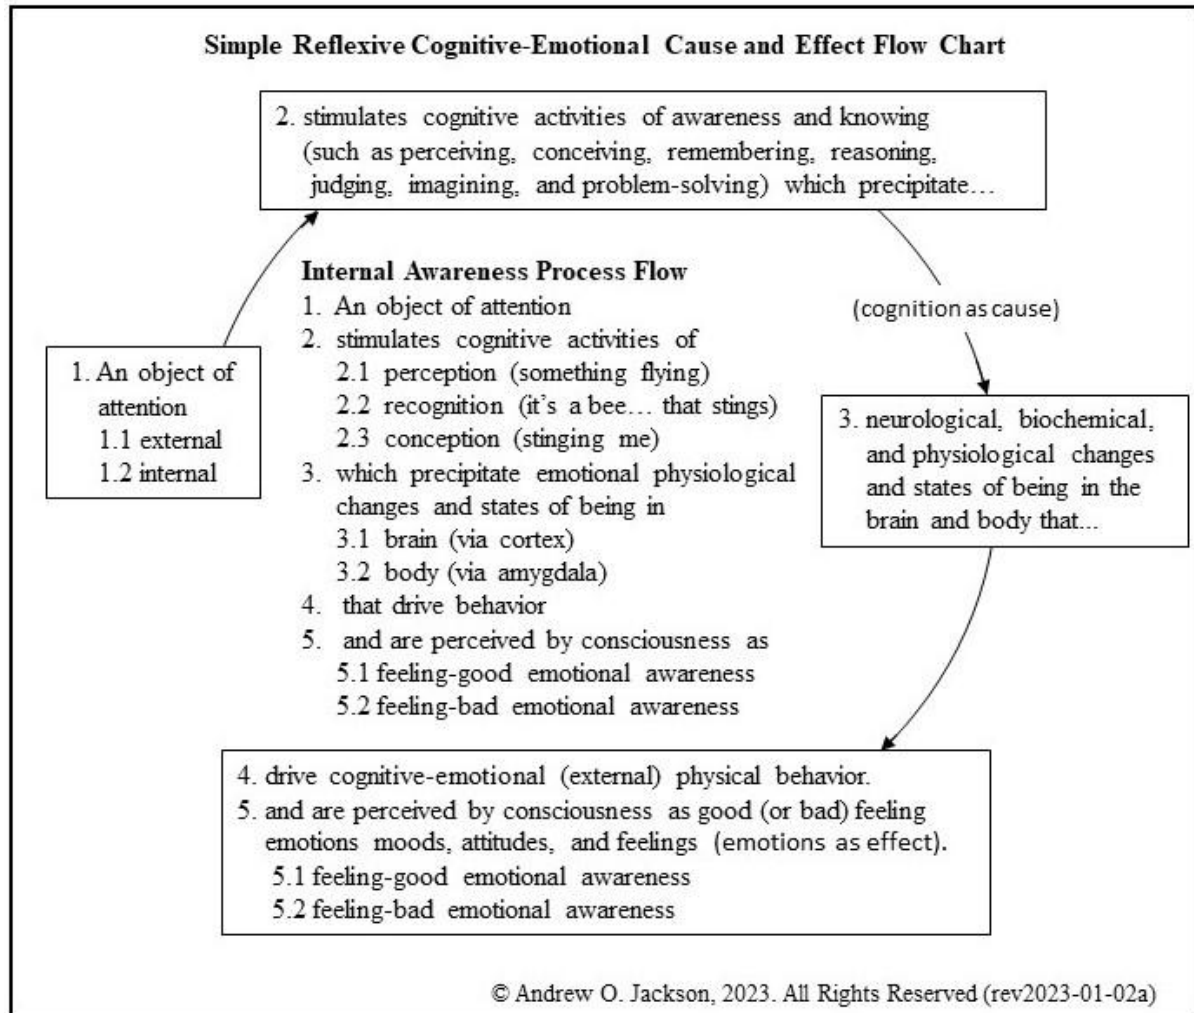 Simple Reflexive Cognitive-Emotional Cause and Effect Flow Chart
2. stimulates cognitive activities of awareness and knowing
(such as perceiving, conceiving, remembering, reasoning,
judging, imagining, and problem-solving) which precipitate…
Internal Awareness Process Flow
1. An object of attention
2. stimulates cognitive activities of
2.1 perception (something flying)
2.2 recognition (it's a bee… that stings)
2.3 conception (stinging me)
3. which precipitate emotional physiological
changes and states of being in
3.1 brain (via cortex)
3.2 body (via amygdala)
4. that drive behavior
5. and are perceived by consciousness as
5.1 feeling-good emotional awareness
5.2 feeling-bad emotional awareness
(cognition as cause)
1. An object of
attention
1.1 external
1.2 internal
3. neurological, biochemical,
and physiological changes
and states of being in the
brain and body that...
4. drive cognitive-emotional (external) physical behavior.
5. and are perceived by consciousness as good (or bad) feeling
emotions moods, attitudes, and feelings (emotions as effect).
5.1 feeling-good emotional awareness
5.2 feeling-bad emotional awareness
© Andrew O. Jackson, 2023. All Rights Reserved (rev2023-01-02a)